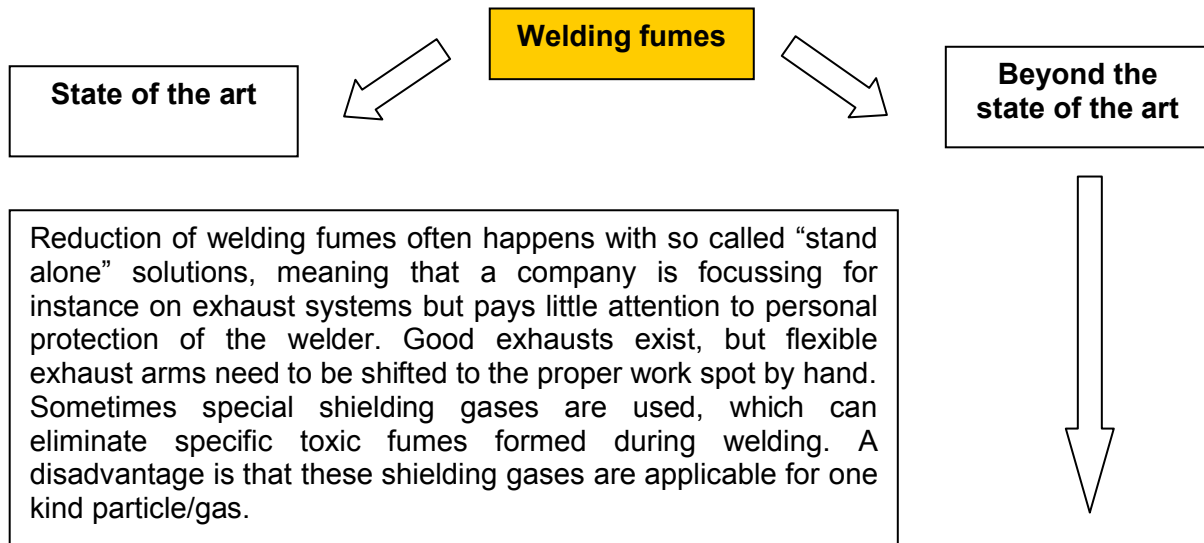 Welding fumes
State of the art
Beyond the
state of the art
Reduction of welding fumes often happens with so called “stand
alone” solutions, meaning that a company is focussing for
instance on exhaust systems but pays little attention to personal
protection of the welder. Good exhausts exist, but flexible
exhaust arms need to be shifted to the proper work spot by hand.
Sometimes special shielding gases are used, which can
eliminate specific toxic fumes formed during welding. A
disadvantage is that these shielding gases are applicable for one
kind particle/gas.